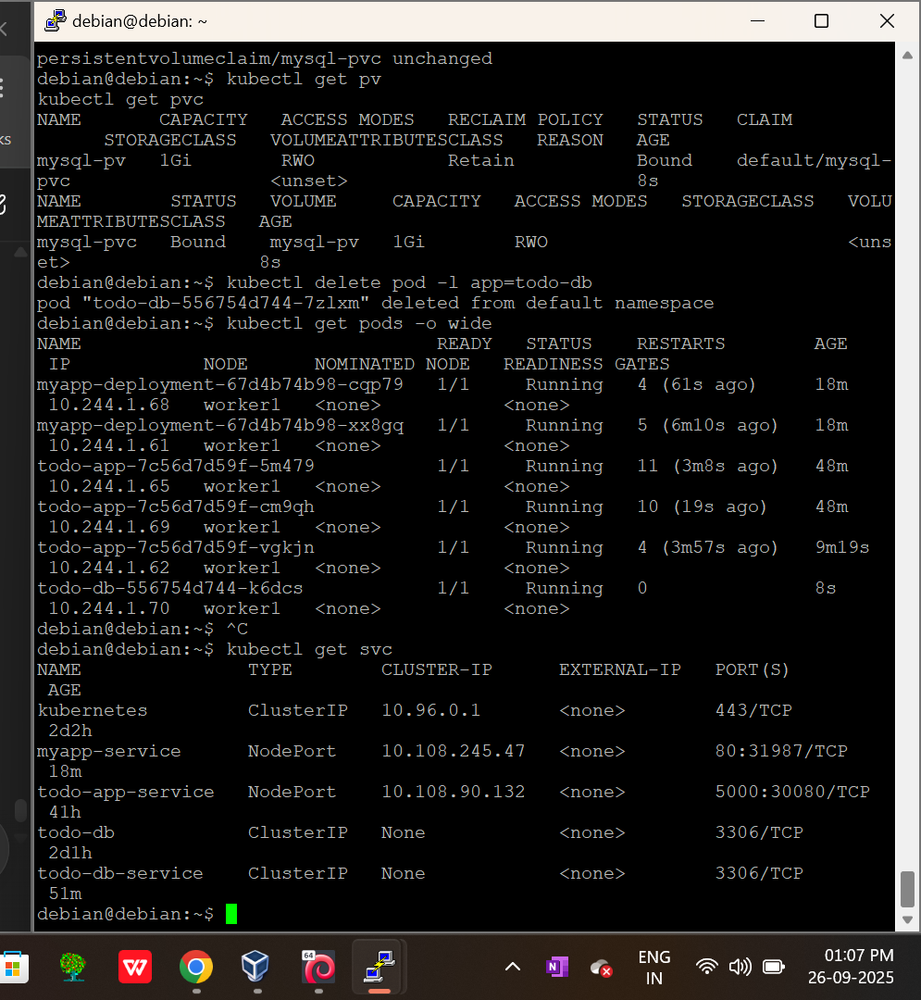 debian@debian: ~
persistentvolumeclaim/mysql-pvc unchanged
debian@debian:~$ kubectl get pv
kubectl get pvc
NAME CAPACITY ACCESS MODES RECLAIM POLICY STATUS CLAIM
STORAGECLASS VOLUMEATTRIBUTESCLASS REASON AGE
mysql-pv 1Gi RWO Retain Bound default/mysql-
pvc <unset> 8s
NAME STATUS VOLUME CAPACITY ACCESS MODES STORAGECLASS VOLU
MEATTRIBUTESCLASS AGE
mysql-pvc Bound mysql-pv 1Gi RWO <uns
et> 8s
debian@debian:~$ kubectl delete pod -l app=todo-db
pod "todo-db-556754d744-7zlxm" deleted from default namespace
debian@debian:~$ kubectl get pods -o wide
NAME READY STATUS RESTARTS AGE
IP NODE NOMINATED NODE READINESS GATES
myapp-deployment-67d4b74b98-cqp79 1/1 Running 4 (61s ago) 18m
10.244.1.68 worker1 <none> <none>
myapp-deployment-67d4b74b98-xx8gq 1/1 Running 5 (6m10s ago) 18m
10.244.1.61 worker1 <none> <none>
todo-app-7c56d7d59f-5m479 1/1 Running 11 (3m8s ago) 48m
10.244.1.65 worker1 <none> <none>
todo-app-7c56d7d59f-cm9qh 1/1 Running 10 (19s ago) 48m
10.244.1.69 worker1 <none> <none>
todo-app-7c56d7d59f-vgkjn 1/1 Running 4 (3m57s ago) 9m19s
10.244.1.62 worker1 <none> <none>
todo-db-556754d744-k6dcs 1/1 Running 0 8s
10.244.1.70 worker1 <none> <none>
debian@debian:~$ ^C
debian@debian:~$ kubectl get svc
NAME TYPE CLUSTER-IP EXTERNAL-IP PORT(S)
AGE
kubernetes ClusterIP 10.96.0.1 <none> 443/TCP
2d2h
myapp-service NodePort 10.108.245.47 <none> 80:31987/TCP
18m
todo-app-service NodePort 10.108.90.132 <none> 5000:30080/TCP
41h
todo-db ClusterIP None <none> 3306/TCP
2d1h
todo-db-service ClusterIP None <none> 3306/TCP
51m
debian@debian:~$
ks
W
64
N
ENG
IN
01:07 PM
26-09-2025